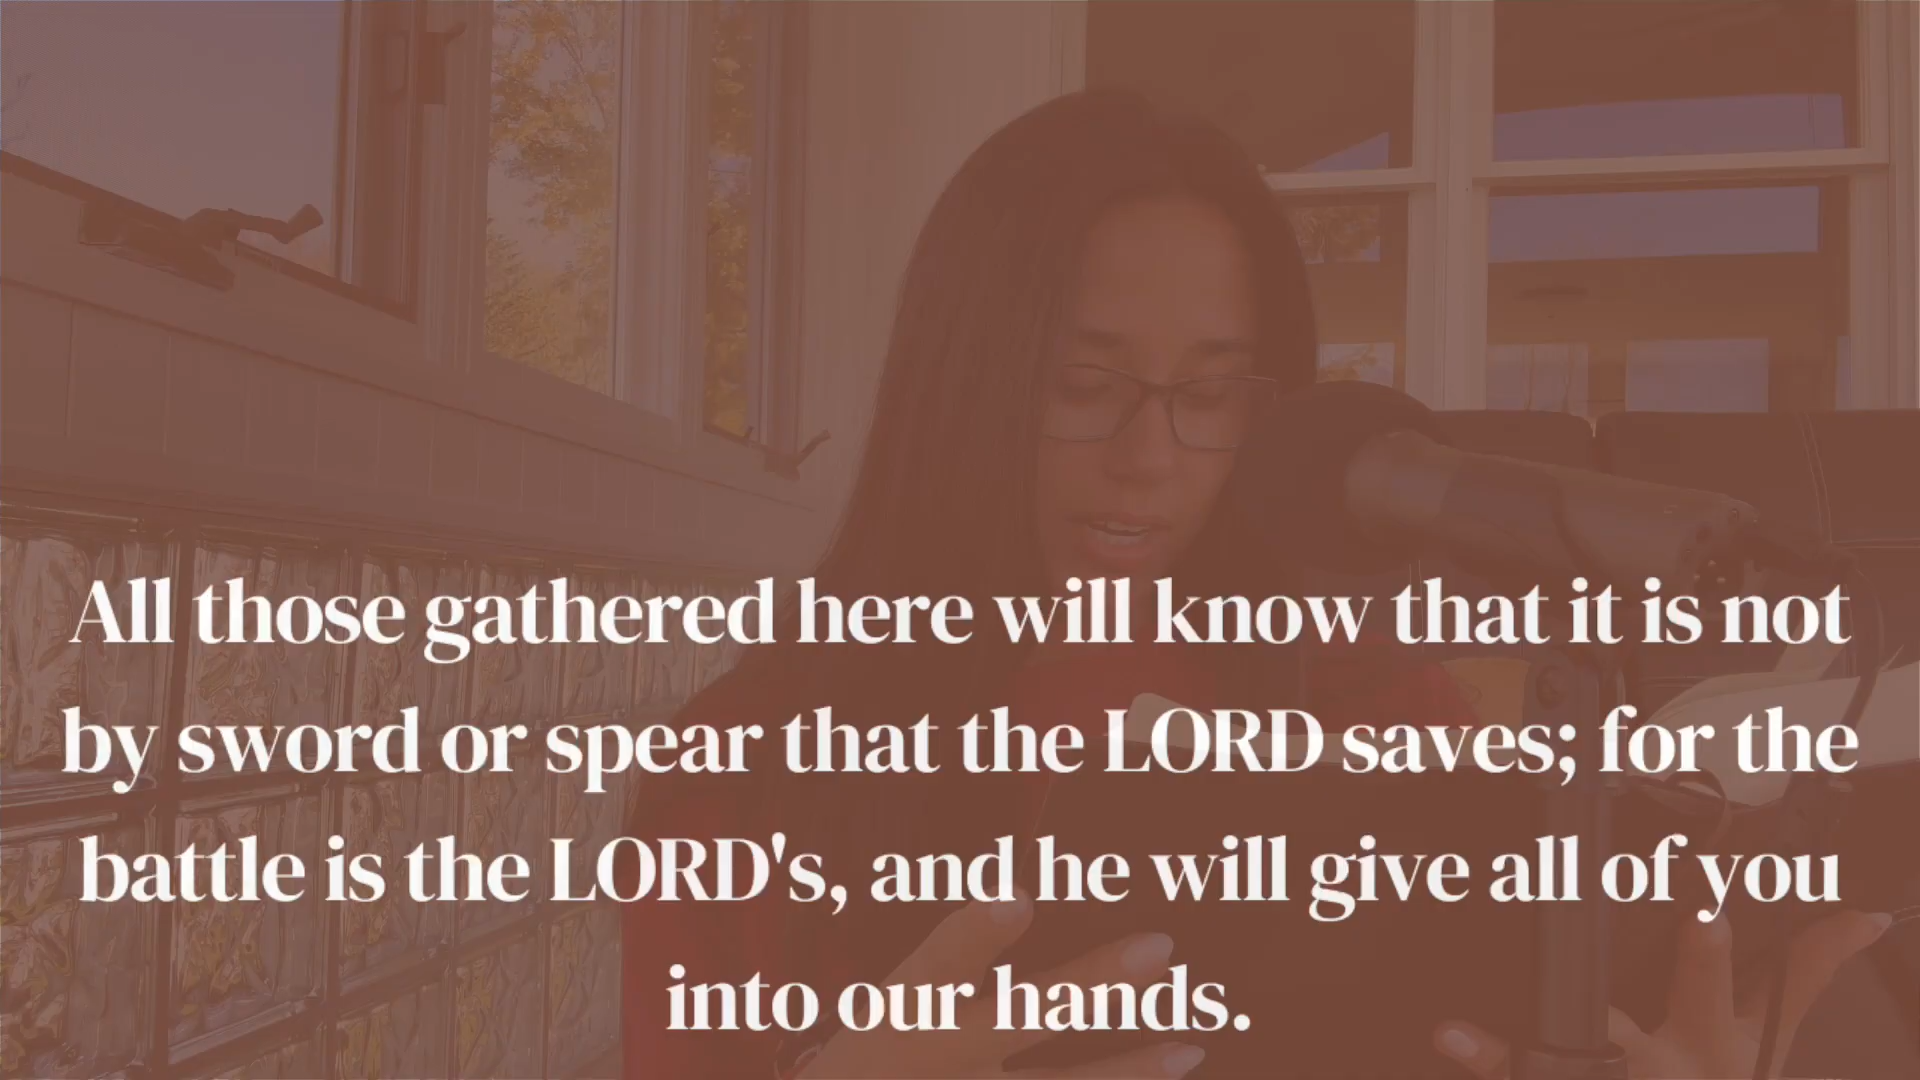 All those gathered here will know that it is not
by sword or spear that the LORD saves; for the
battle is the LORD's, and he will give all of you
into our hands.